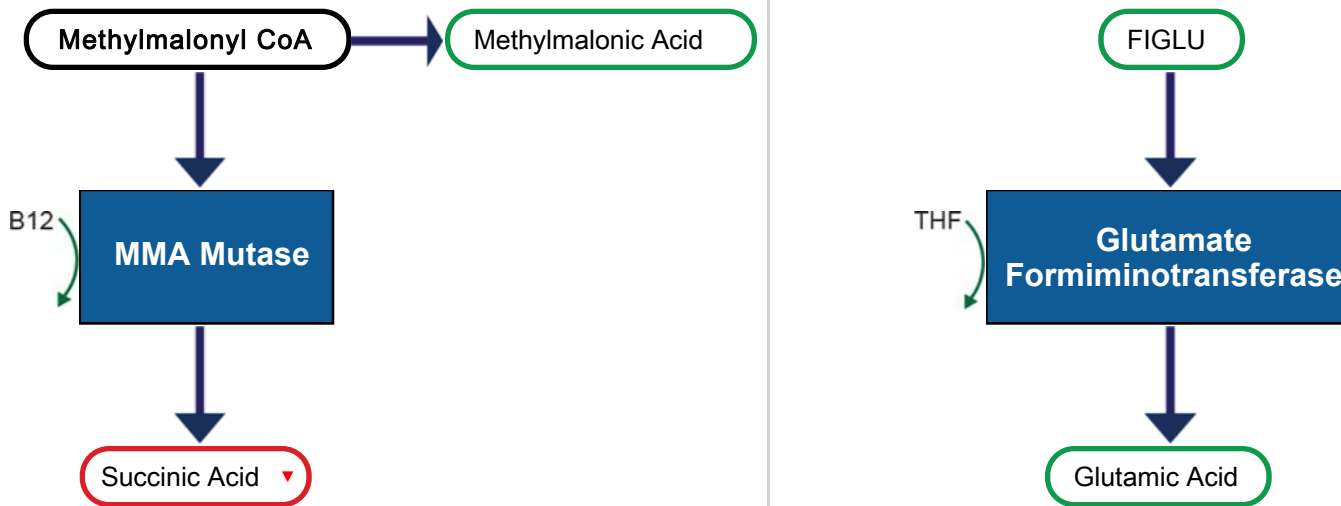 Methylmalonyl CoA
Methylmalonic Acid
B12
MMA Mutase
Succinic Acid
FIGLU
THF
Glutamate
Formiminotransferase
Glutamic Acid